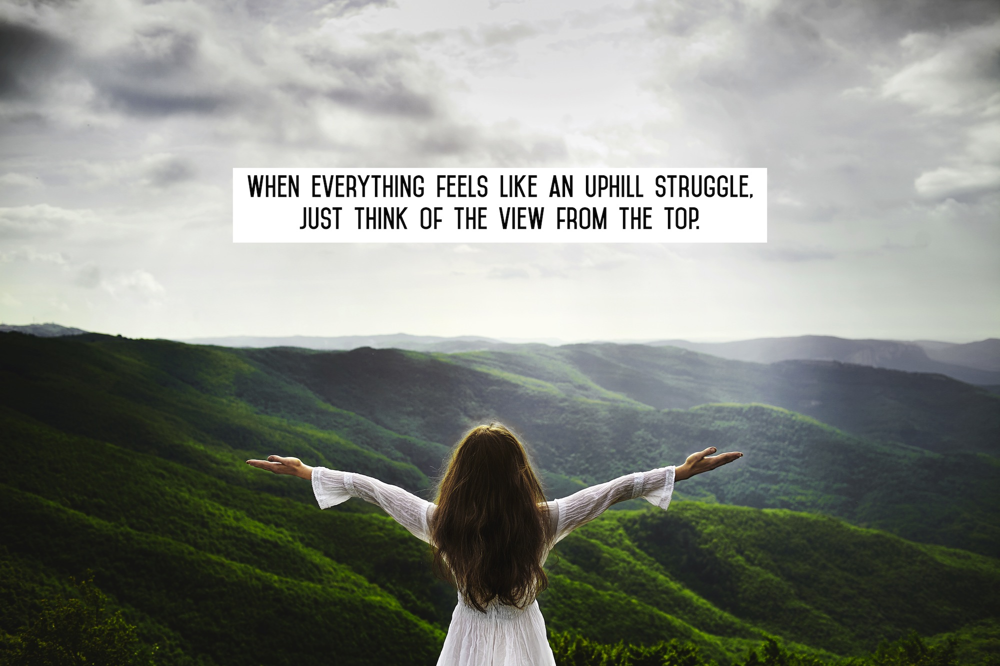 WHEN EVERYTHING FEELS LIKE AN UPHILL STRUGGLE,
JUST THINK OF THE VIEW FROM THE TOP.